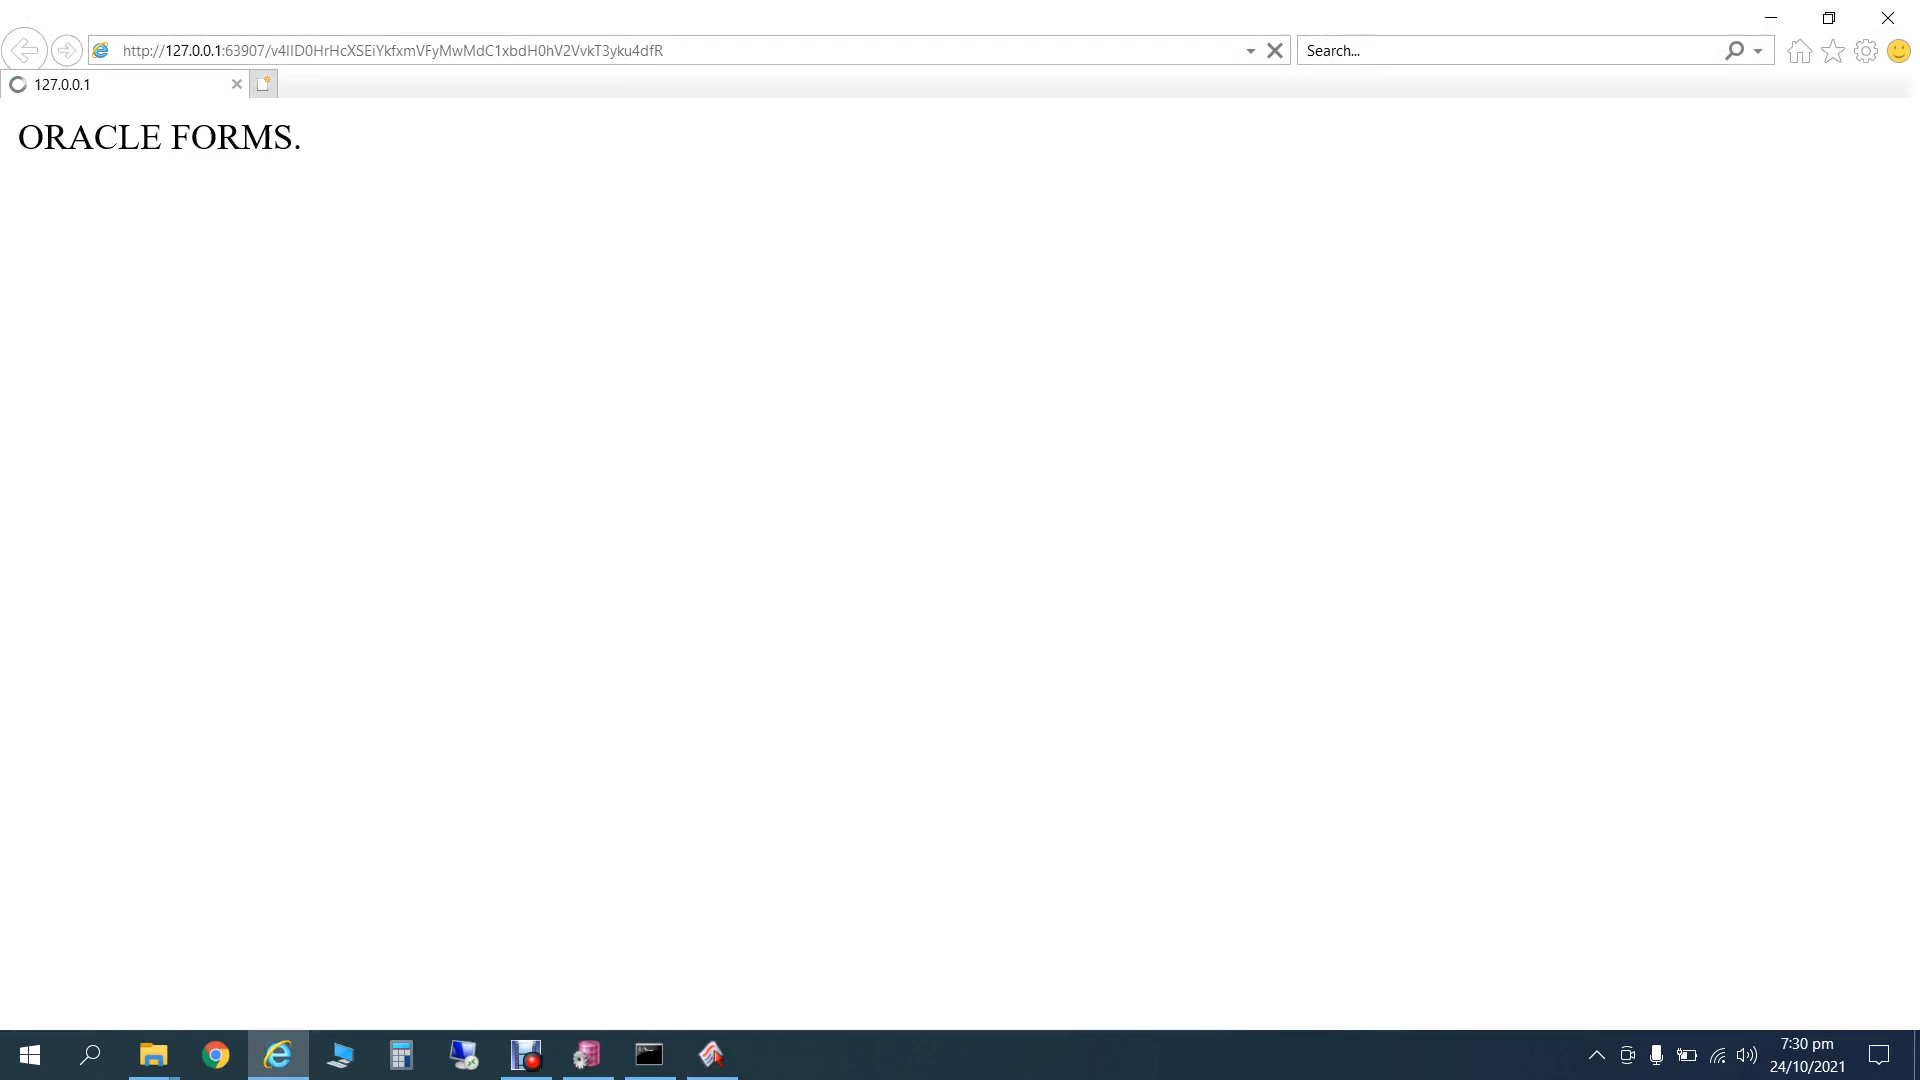 http://127.0.0.1:63907/v4IID0HrHcXSEiYkfxmVFyMwMdC1xbdH0hV2VvkT3yku4dfR
Search...
127.0.0.1
ORACLE FORMS.
7:30 pm
24/10/2021